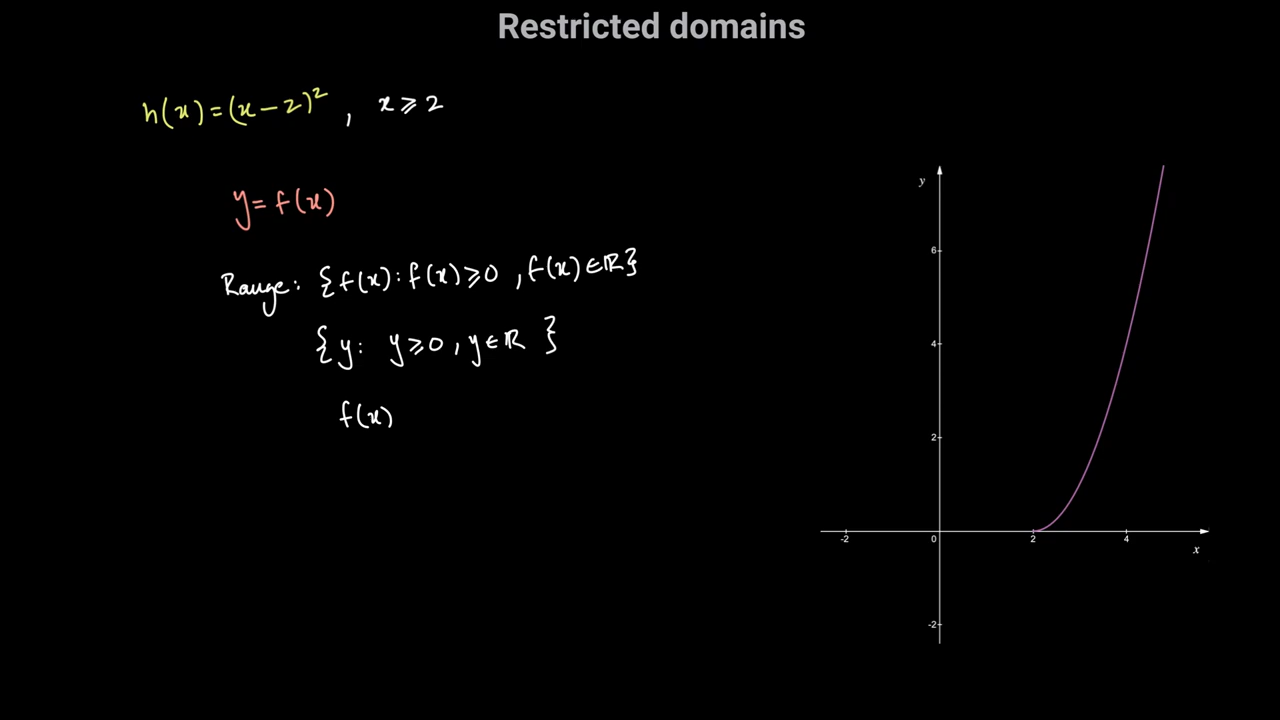 Restricted domains
h(x)=(x-2)², x⩾2
y=f(x)
Range: {f(x):f(x)⩾0, f(x)∈ℝ}
{y: y⩾0, y∈ℝ }
f(x)
y
6
4
2
-2
0
2
4
x
-2